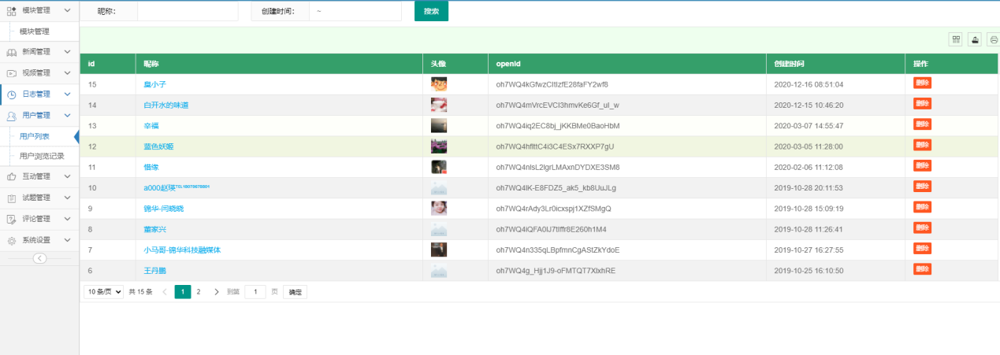 模块管理
昵称:
创建时间:
~
搜索
模块管理
新闻管理
视频管理
日志管理
用户管理
用户列表
用户浏览记录
互动管理
试题管理
评论管理
系统设置
id 昵称 头像 openid 创建时间 操作
15 皇小子 2020-12-16 08:51:04 删除
14 白开水的味道 oh7WQ4mVrcEVCI3hmvKe6Gf_uI_w 2020-12-15 10:46:20 删除
13 辛福 oh7WQ4iq2EC8bj_jKKBMe0BaoHbM 2020-03-07 14:55:47 删除
12 蓝色妖姬 2020-03-05 11:28:00 删除
11 惜缘 2020-02-06 11:12:08 删除
10 a000赵瑛 oh7WQ4IK-E8FDZ5_ak5_kb8UuJLg 2019-10-28 20:11:53 删除
9 锦华-闫晓晓 oh7WQ4rAdy3Lr0icxspj1XZfSMgQ 2019-10-28 15:09:19 删除
8 董家兴 2019-10-28 11:26:41 删除
7 小马哥-锦华科技融媒体 oh7WQ4n335qLBpfmnCgAStZkYdoE 2019-10-27 16:27:55 删除
6 王丹鹏 oh7WQ4g_Hjj1J9-oFMTQT7XlxhRE 2019-10-25 16:10:50 删除
10 条/页 共 15 条 1 2 到第 1 页 确定